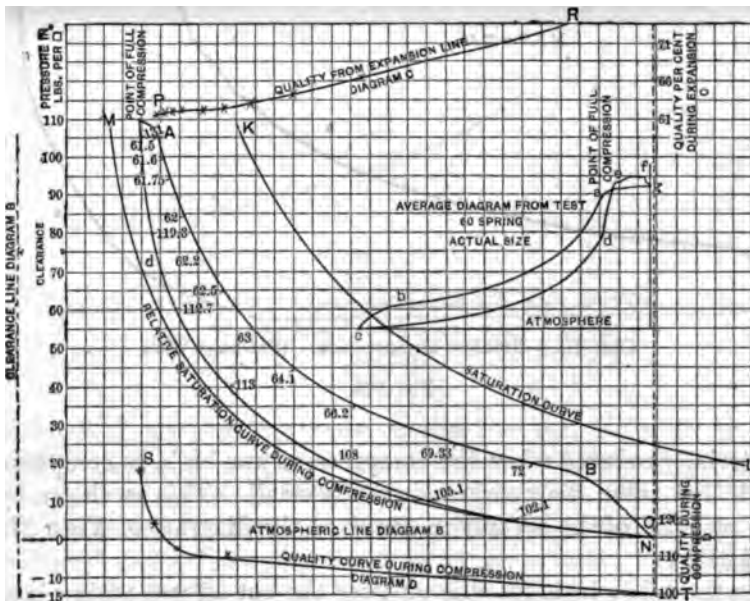 R
PRESSURE
LBS. PER □
POINT OF FULL
COMPRESSION
P
QUALITY FROM EXPANSION LINE
DIAGRAM C
71
66
61
QUALITY PER CENT
DURING EXPANSION
M
A
K
110
100
90
80
70
60
50
40
30
20
10
0
10
15
61.5
61.6
61.75
62
119.3
62.2
62.5
112.7
63
64.1
113
66.2
108
69.33
72
105.1
102.1
d
CLEARANCE
CLEARANCE LINE DIAGRAM B
POINT OF FULL
COMPRESSION
e
f
a
AVERAGE DIAGRAM FROM TEST
60 SPRING
ACTUAL SIZE
d
b
c
ATMOSPHERE
SATURATION CURVE
RELATIVE SATURATION CURVE DURING COMPRESSION
L
B
O
N
S
ATMOSPHERIC LINE DIAGRAM B
QUALITY CURVE DURING COMPRESSION
DIAGRAM D
100
T
QUALITY DURING
COMPRESSION